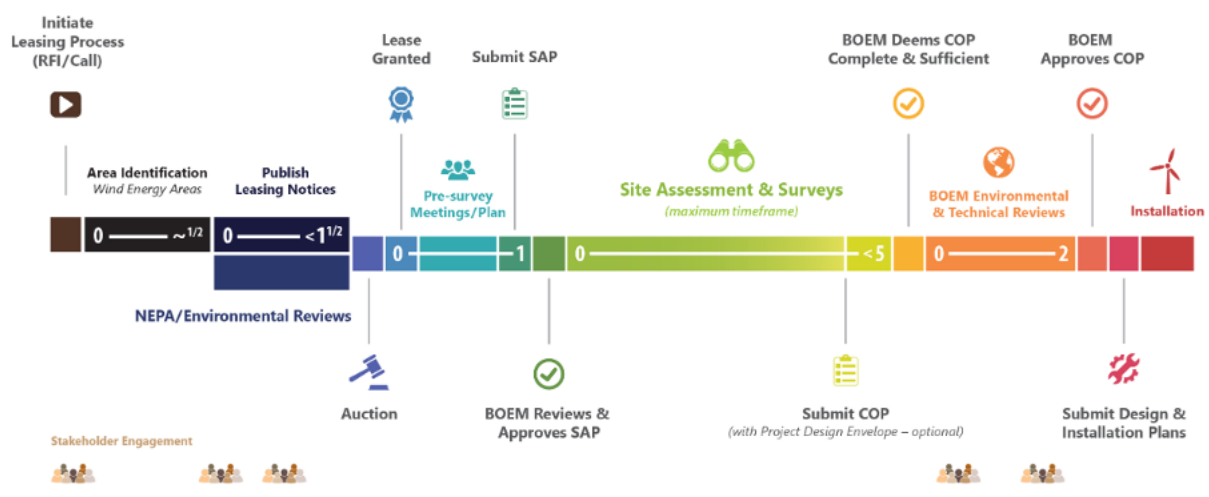 Initiate
Leasing Process
(RFI/Call)
Lease
Granted
Submit SAP
BOEM Deems COP
Complete & Sufficient
BOEM
Approves COP
Area Identification
Wind Energy Areas
Publish
Leasing Notices
Pre-survey
Meetings/Plan
Site Assessment & Surveys
(maximum timeframe)
BOEM Environmental
& Technical Reviews
Installation
0 ~1/2
0 <1 1/2
0 1
0 <5
0 2
NEPA/Environmental Reviews
Auction
BOEM Reviews &
Approves SAP
Submit COP
(with Project Design Envelope – optional)
Submit Design &
Installation Plans
Stakeholder Engagement